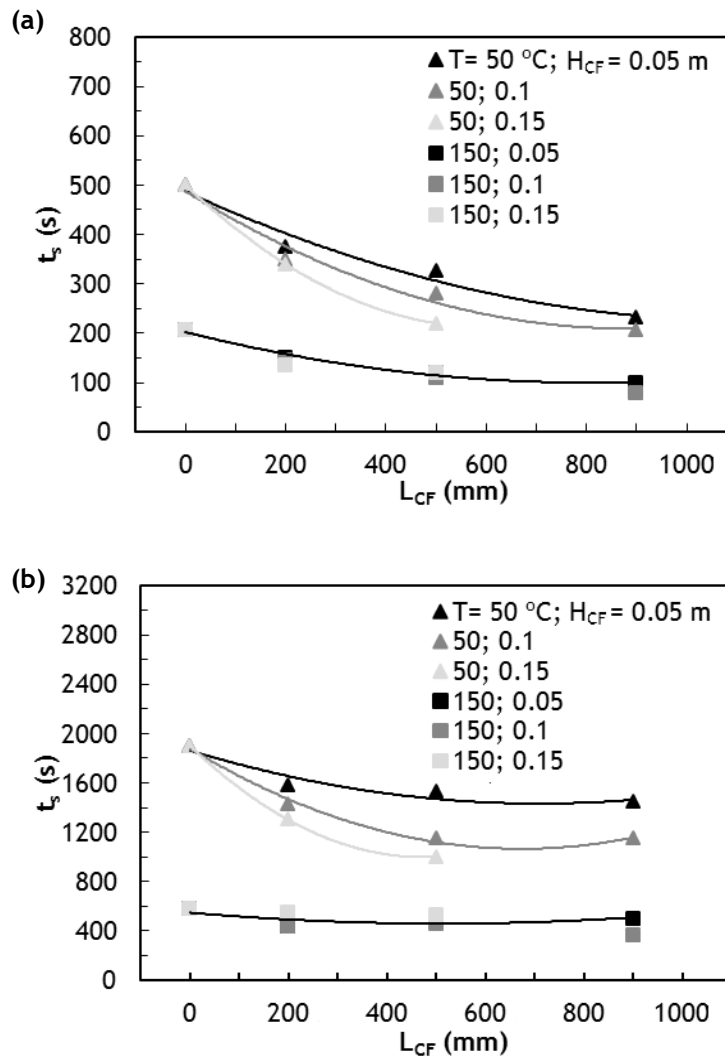 (a)
800
700
600
500
400
300
200
100
0
tₛ (s)
T= 50 °C; H_CF = 0.05 m
50; 0.1
50; 0.15
150; 0.05
150; 0.1
150; 0.15
0 200 400 600 800 1000
L_CF (mm)
(b)
3200
2800
2400
2000
1600
1200
800
400
0
tₛ (s)
T= 50 °C; H_CF = 0.05 m
50; 0.1
50; 0.15
150; 0.05
150; 0.1
150; 0.15
0 200 400 600 800 1000
L_CF (mm)